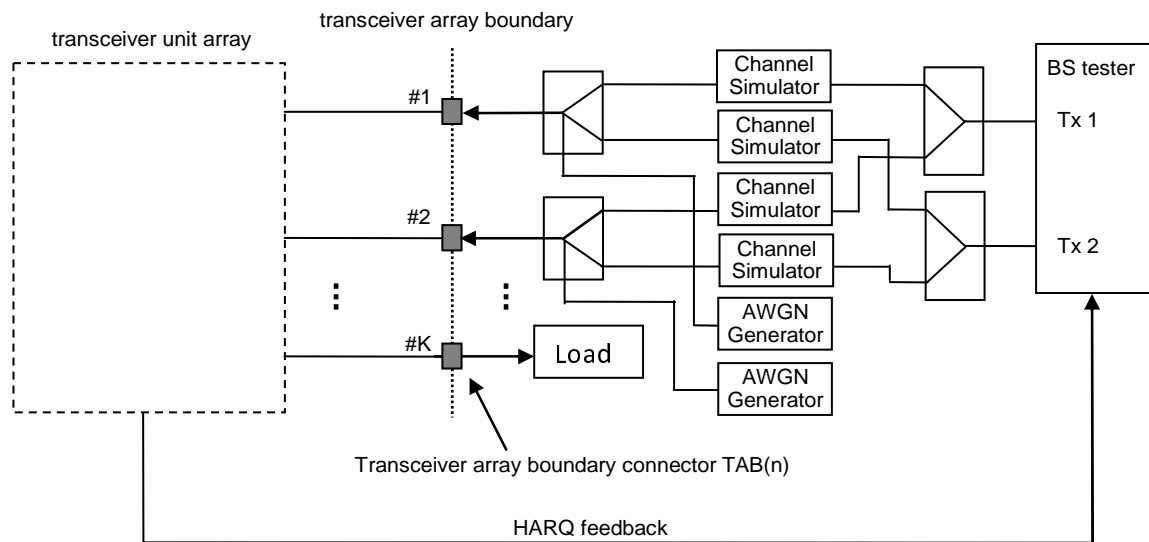 transceiver array boundary
transceiver unit array
#1
Channel
Simulator
BS tester
Tx 1
Channel
Simulator
Channel
Simulator
#2
Channel
Simulator
Tx 2
AWGN
Generator
#K
Load
AWGN
Generator
Transceiver array boundary connector TAB(n)
HARQ feedback